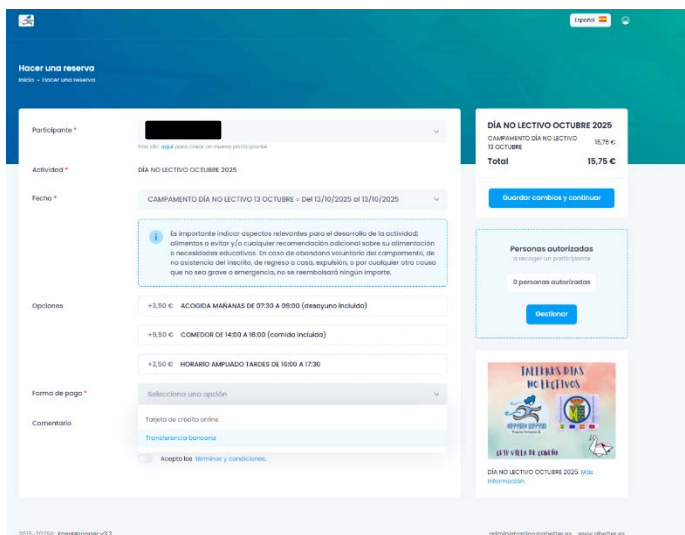 Español
Hacer una reserva
Inicio - Hacer una reserva
Participante *
Haz clic aquí para crear un nuevo participante
Actividad *
DÍA NO LECTIVO OCTUBRE 2025
Fecha *
CAMPAMENTO DÍA NO LECTIVO 13 OCTUBRE = Del 13/10/2025 al 13/10/2025
Es importante indicar aspectos relevantes para el desarrollo de la actividad;
alimentos a evitar y/o cualquier recomendación adicional sobre su alimentación
o necesidades educativas. En caso de abandono voluntario del campamento, de
no asistencia del inscrito, de regreso a casa, expulsión, o por cualquier otra causa
que no sea grave o emergencia, no se reembolsará ningún importe.
Opciones
+3,50 € ACOGIDA MAÑANAS DE 07:30 A 09:00 (desayuno incluido)
COMEDOR DE 14:00 A 16:00 (comida incluida)
+2,50 € HORARIO AMPLIADO TARDES DE 16:00 A 17:30
Forma de pago *
Selecciona una opción
Tarjeta de crédito online
Transferencia bancaria
Comentario
Acepto los términos y condiciones.
DÍA NO LECTIVO OCTUBRE 2025
CAMPAMENTO DÍA NO LECTIVO
13 OCTUBRE
15,75 €
Total 15,75 €
Guardar cambios y continuar
Personas autorizadas
a recoger un participante
0 personas autorizadas
Gestionar
TALLERES DIAS
NO LECTIVOS
DÍA NO LECTIVO OCTUBRE 2025. Más
información.
2015-2025© EasyManager v3.2